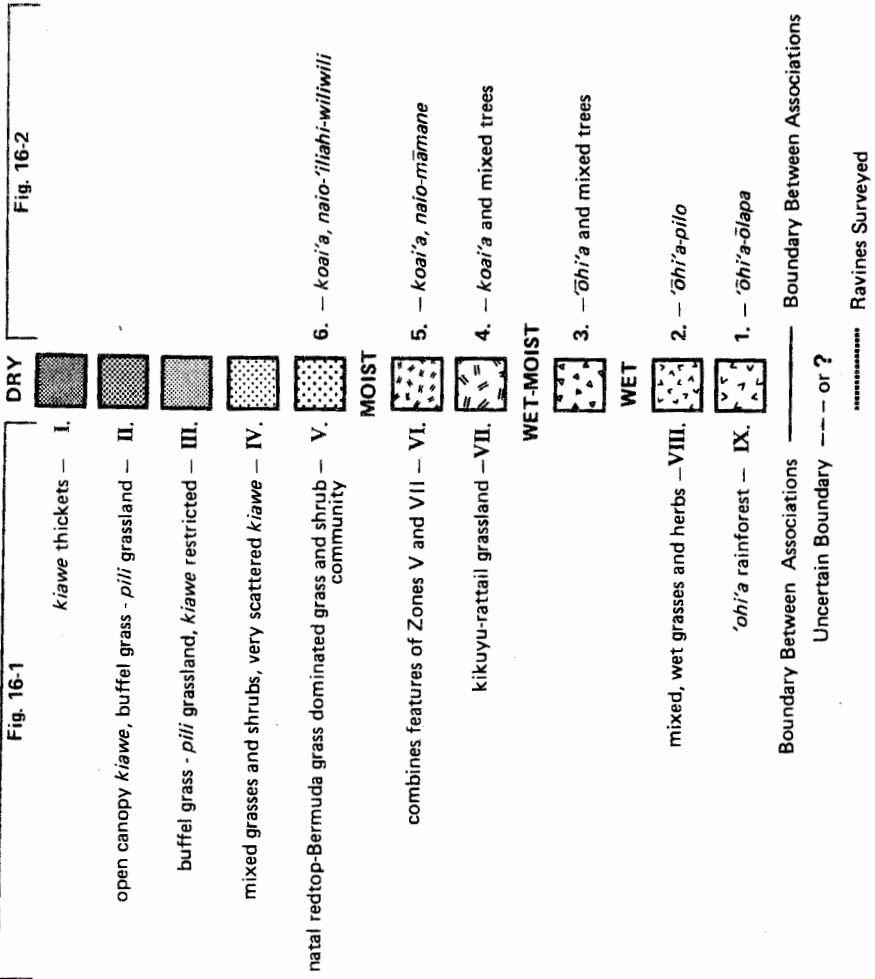 Fig. 16-1
DRY
Fig. 16-2
kiawe thickets — I.
open canopy kiawe, buffel grass - pili grassland — II.
buffel grass - pili grassland, kiawe restricted — III.
mixed grasses and shrubs, very scattered kiawe — IV.
natal redtop-Bermuda grass dominated grass and shrub — V.
community
6. — koai'a, naio-'iliahi-wiliwili
MOIST
combines features of Zones V and VII — VI.
5. — koai'a, naio-māmane
kikuyu-rattail grassland —VII.
4. — koai'a and mixed trees
WET-MOIST
3. —'ōhi'a and mixed trees
WET
mixed, wet grasses and herbs —VIII.
2. — 'ōhi'a-pilo
'ohi'a rainforest — IX.
1. — 'ōhi'a-ōlapa
Boundary Between Associations
Boundary Between Associations
Uncertain Boundary --- or ?
Ravines Surveyed